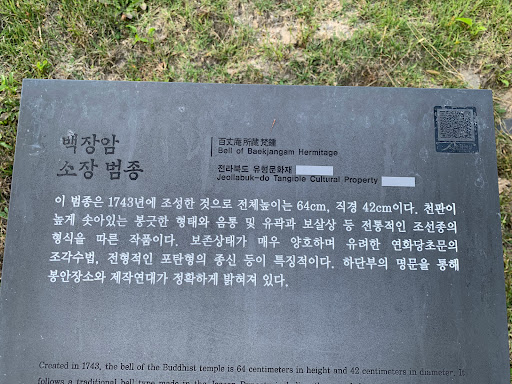 백장암
소장 범종
百丈庵 所藏 梵鐘
Bell of Baekjangam Hermitage
전라북도 유형문화재
Jeollabuk-do Tangible Cultural Property
이 범종은 1743년에 조성한 것으로 전체높이는 64cm, 직경 42cm이다. 천판이
높게 솟아있는 봉긋한 형태와 음통 및 유곽과 보살상 등 전통적인 조선종의
형식을 따른 작품이다. 보존상태가 매우 양호하며 유려한 연화당초문의
조각수법, 전형적인 포탄형의 종신 등이 특징적이다. 하단부의 명문을 통해
봉안장소와 제작연대가 정확하게 밝혀져 있다.
Created in 1743, the bell of the Buddhist temple is 64 centimeters in height and 42 centimeters in diameter. It
follows a traditional bell type made in the Joseon